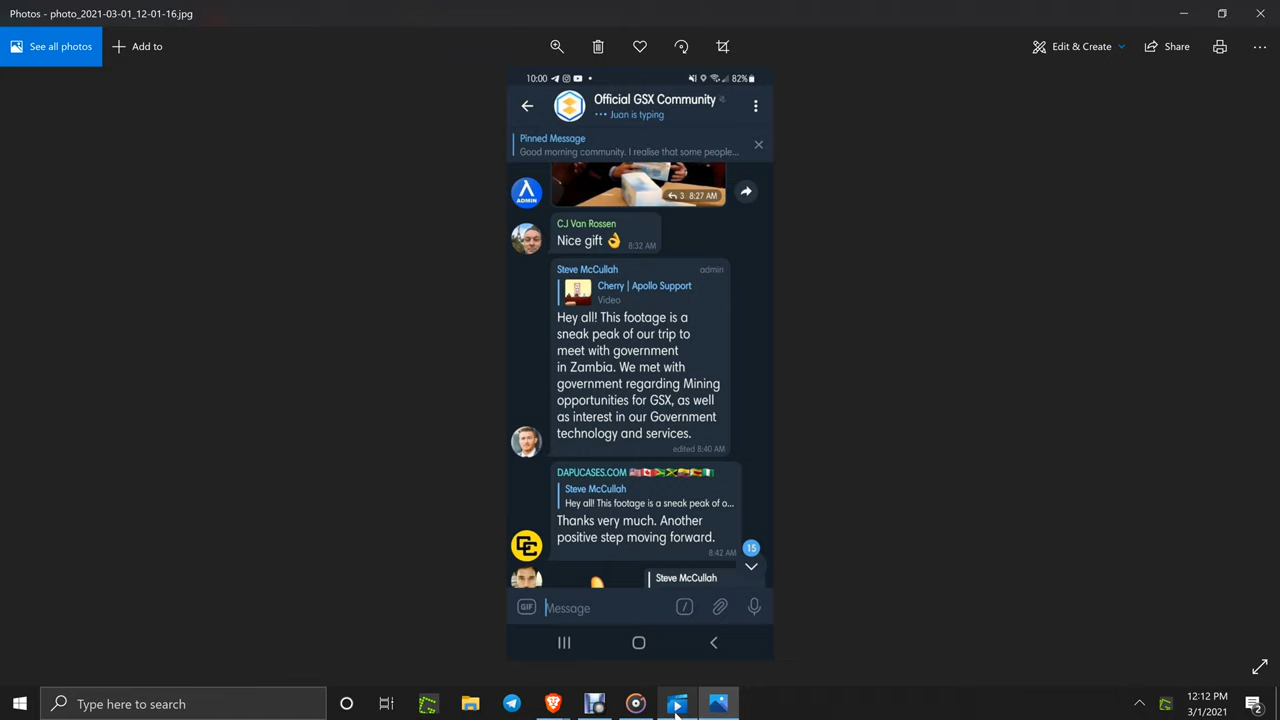 Photos - photo_2021-03-01_12-01-16.jpg
See all photos
Add to
Edit & Create
Share
10:00
82%
Official GSX Community
Juan is typing
Pinned Message
Good morning community. I realise that some people...
ADMIN
3 8:27 AM
CJ Van Rossen
Nice gift 👌 8:32 AM
Steve McCullah admin
Cherry | Apollo Support
Video
Hey all! This footage is a
sneak peak of our trip to
meet with government
in Zambia. We met with
government regarding Mining
opportunities for GSX, as well
as interest in our Government
technology and services.
edited 8:40 AM
DAPUCASES.COM
Steve McCullah
Hey all! This footage is a sneak peak of o...
Thanks very much. Another
positive step moving forward.
8:42 AM
15
Steve McCullah
GIF
Message
Type here to search
12:12 PM
3/1/2021
2